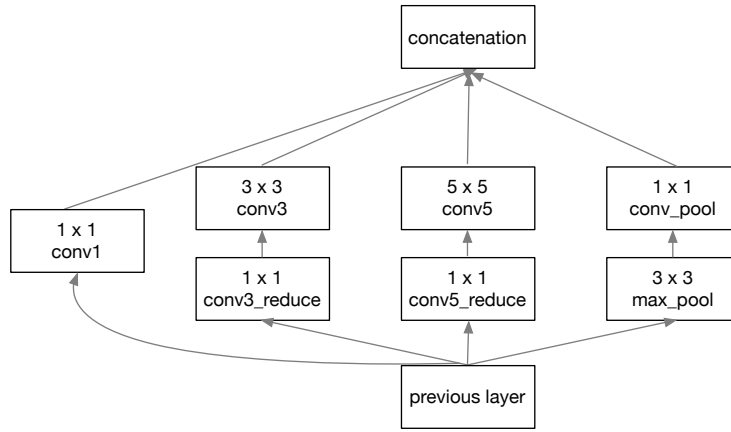 concatenation
3 x 3
conv3
5 x 5
conv5
1 x 1
conv_pool
1 x 1
conv1
1 x 1
conv3_reduce
1 x 1
conv5_reduce
3 x 3
max_pool
previous layer